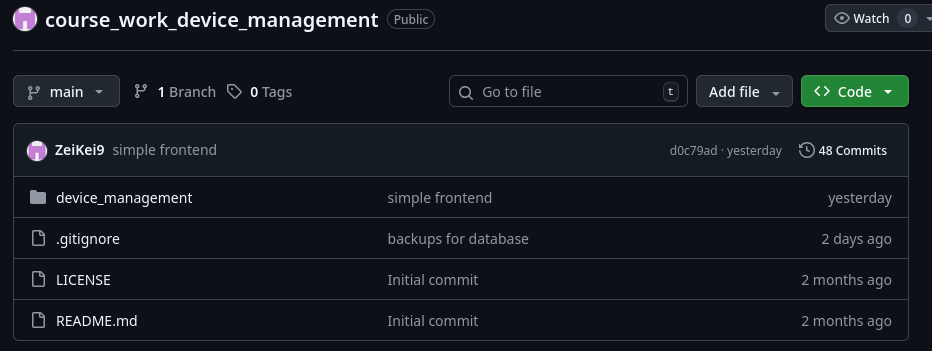 course_work_device_management Public Watch 0
main 1 Branch 0 Tags Go to file t Add file Code
ZeiKei9 simple frontend d0c79ad · yesterday 48 Commits
device_management simple frontend yesterday
.gitignore backups for database 2 days ago
LICENSE Initial commit 2 months ago
README.md Initial commit 2 months ago